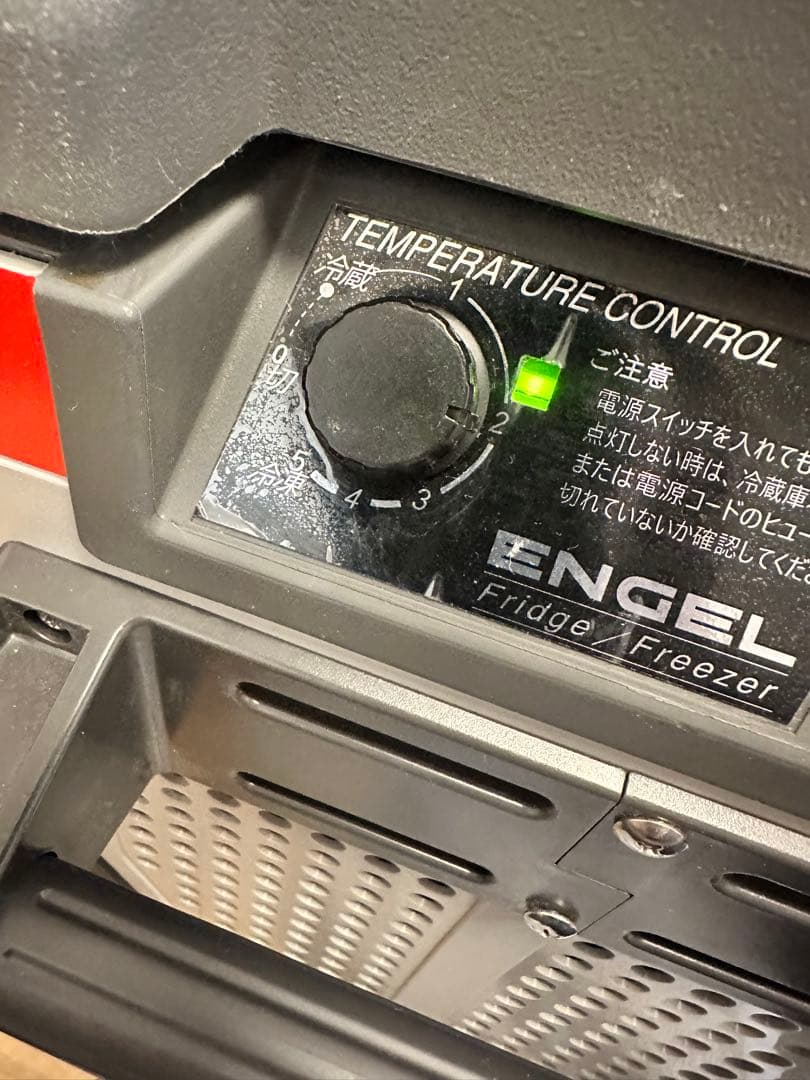 TEMPERATURE CONTROL
冷蔵
1
2
3
4
5
冷凍
切
ご注意
電源スイッチを入れても
点灯しない時は、冷蔵庫
または電源コードのヒュー
切れていないか確認してくだ
ENGEL
Fridge / Freezer